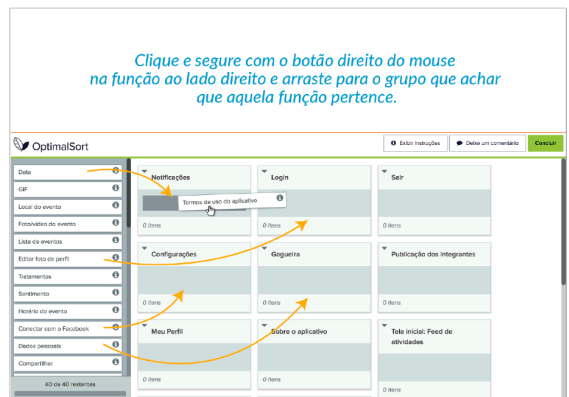 Clique e segure com o botão direito do mouse
na função ao lado direito e arraste para o grupo que achar
que aquela função pertence.
OptimalSort
Exibir instruções
Deixe um comentário
Concluir
Data
GIF
Local do evento
Foto/vídeo do evento
Lista de eventos
Editar foto de perfil
Tratamentos
Sentimento
Horário do evento
Conectar com o Facebook
Dados pessoais
Compartilhar
40 de 40 restantes
Notificações
Termos de uso do aplicativo
0 itens
Login
0 itens
Sair
0 itens
Configurações
0 itens
Gagueira
0 itens
Publicação dos Integrantes
0 itens
Meu Perfil
0 itens
Sobre o aplicativo
0 itens
Tela inicial: Feed de
atividades
0 itens